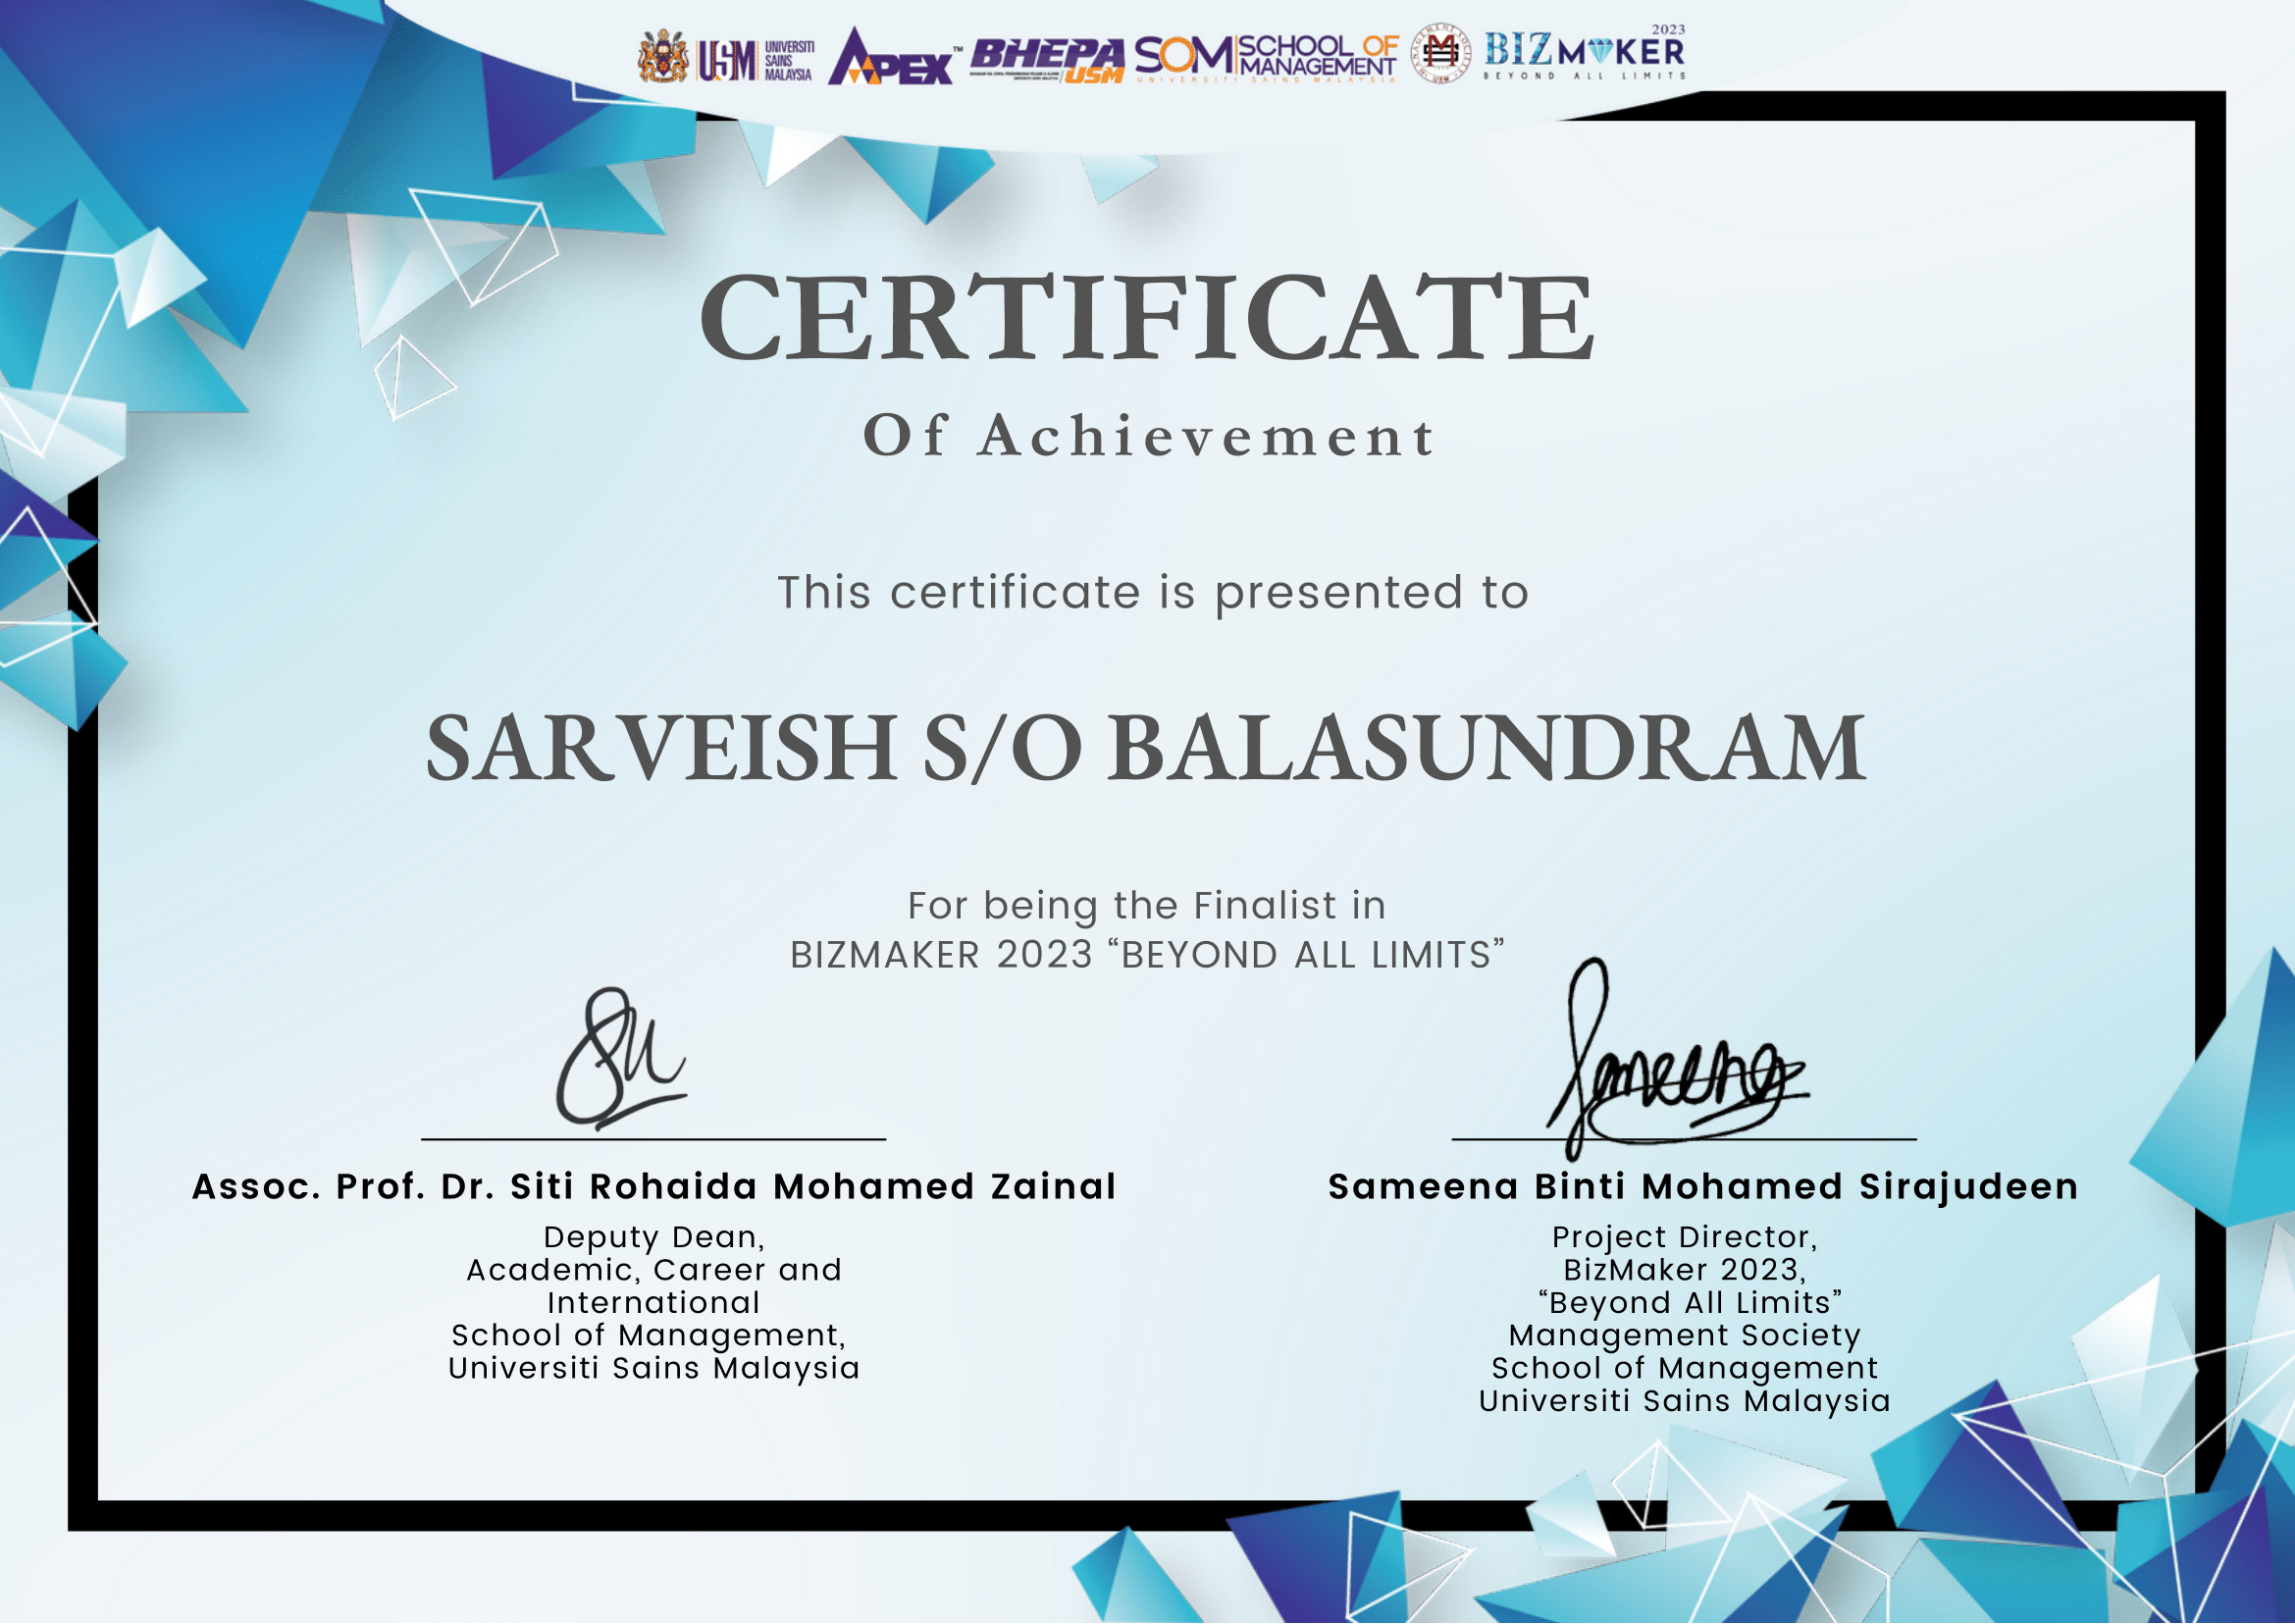 USM UNIVERSITI SAINS MALAYSIA
APEX™
BHEPA
USM
SOM SCHOOL OF MANAGEMENT
UNIVERSITI SAINS MALAYSIA
BIZMAKER 2023
BEYOND ALL LIMITS
CERTIFICATE
Of Achievement
This certificate is presented to
SARVEISH S/O BALASUNDRAM
For being the Finalist in
BIZMAKER 2023 “BEYOND ALL LIMITS”
Sameena
Assoc. Prof. Dr. Siti Rohaida Mohamed Zainal
Deputy Dean,
Academic, Career and
International
School of Management,
Universiti Sains Malaysia
Sameena Binti Mohamed Sirajudeen
Project Director,
BizMaker 2023,
“Beyond All Limits”
Management Society
School of Management
Universiti Sains Malaysia